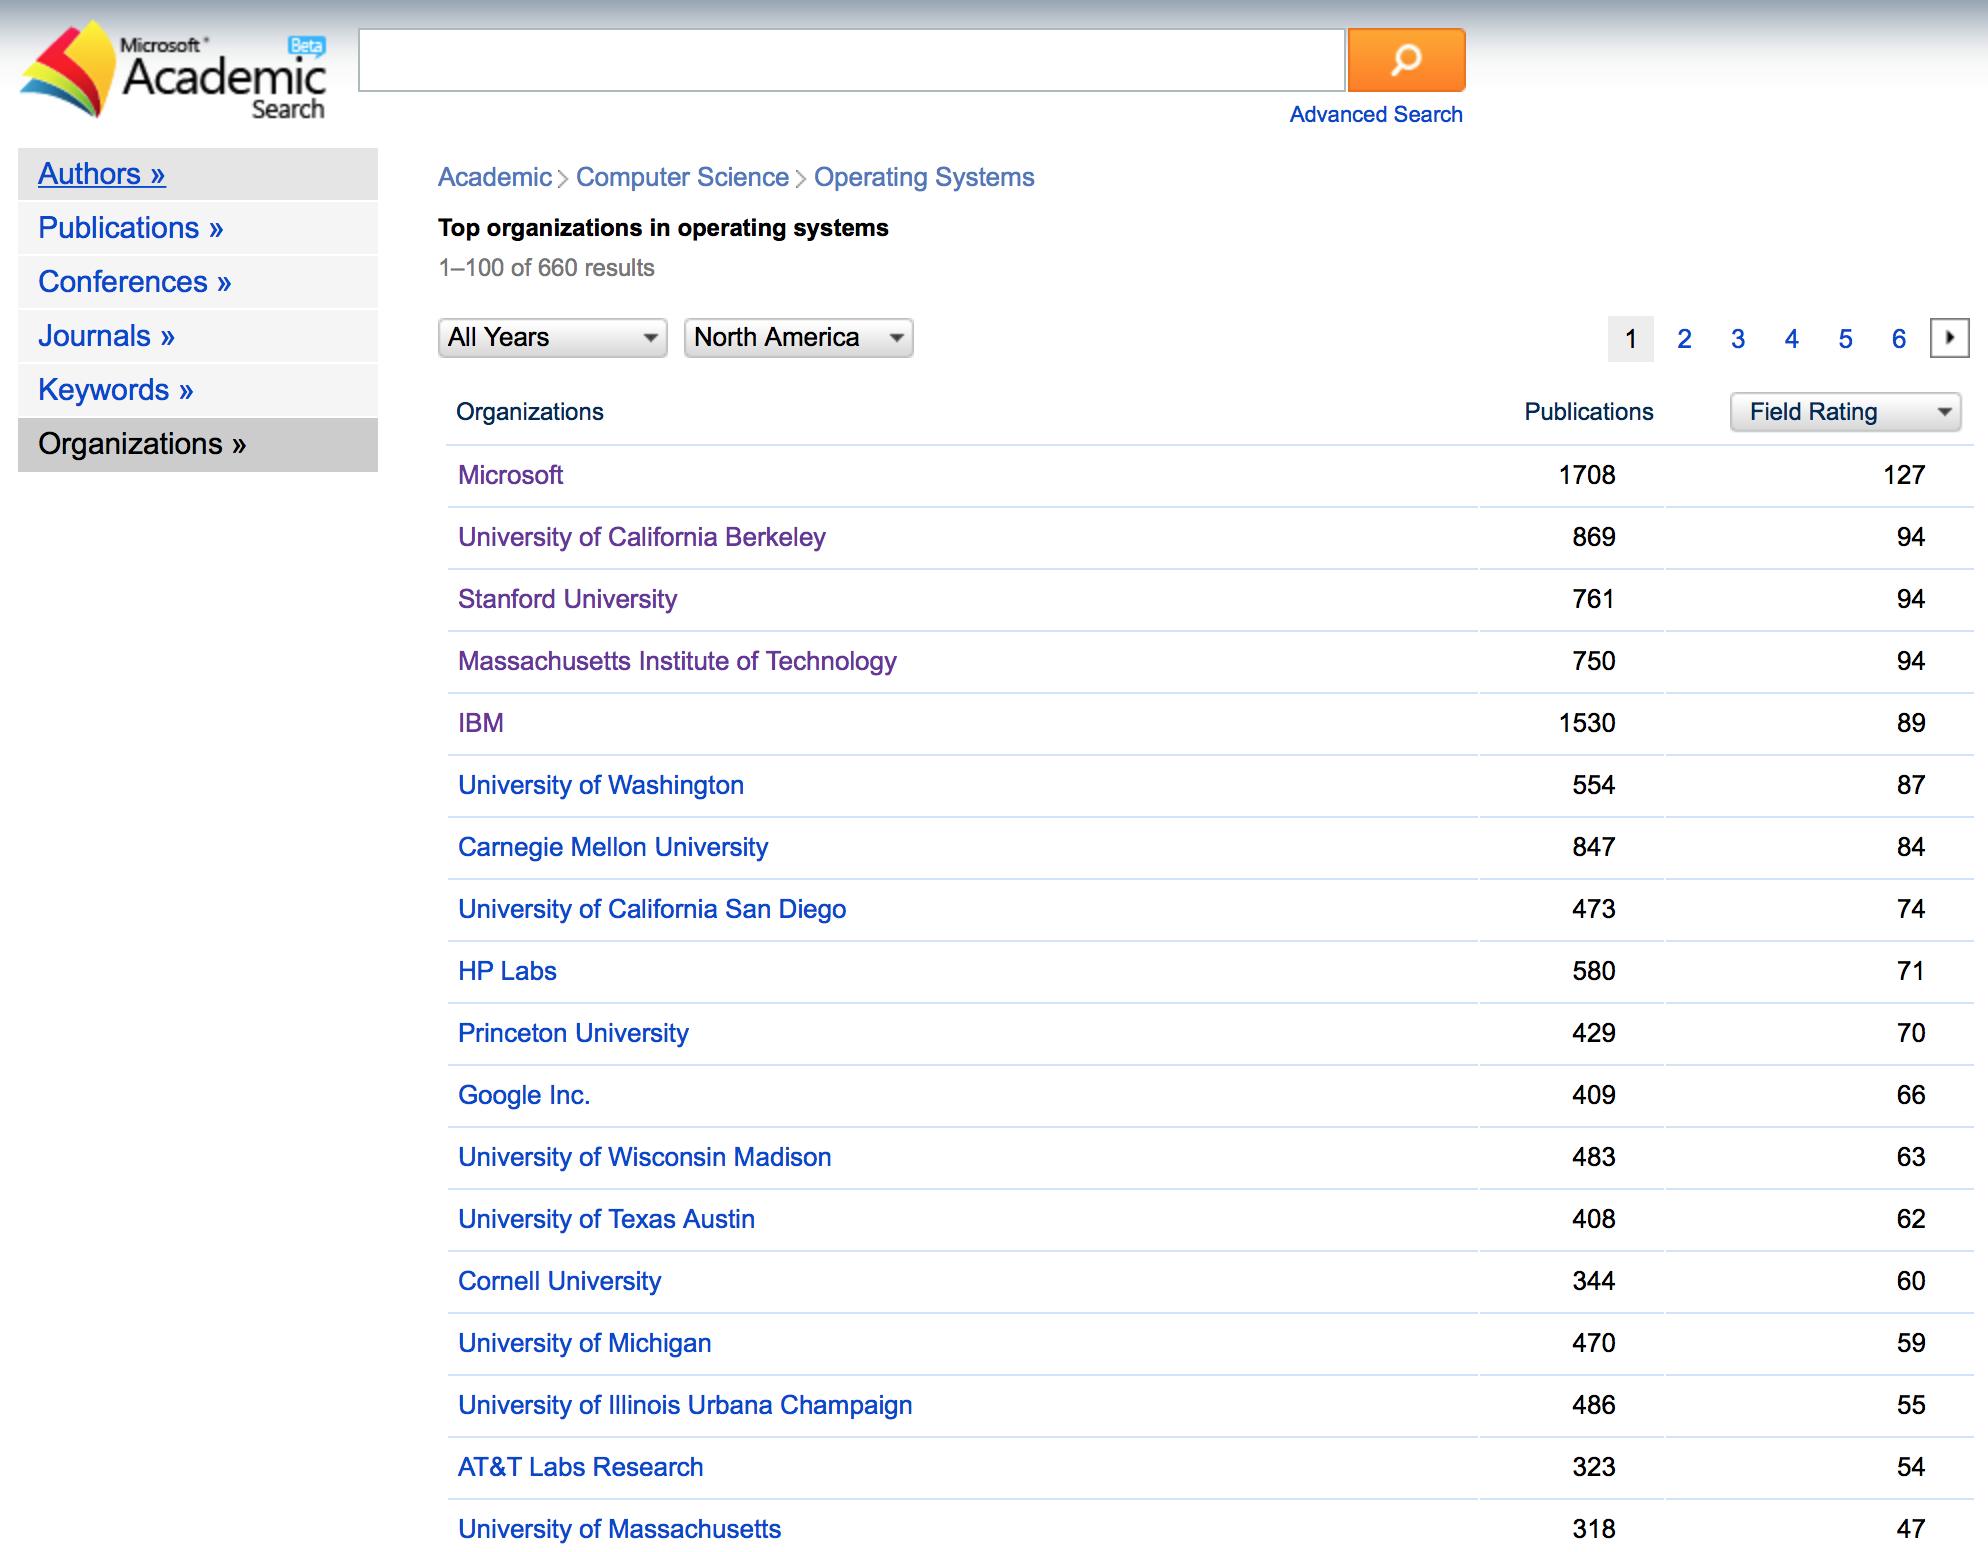 Microsoft® Beta
Academic
Search
Advanced Search
Authors »
Publications »
Conferences »
Journals »
Keywords »
Organizations »
Academic > Computer Science > Operating Systems
Top organizations in operating systems
1–100 of 660 results
All Years North America 1 2 3 4 5 6
Organizations Publications Field Rating
Microsoft 1708 127
University of California Berkeley 869 94
Stanford University 761 94
Massachusetts Institute of Technology 750 94
IBM 1530 89
University of Washington 554 87
Carnegie Mellon University 847 84
University of California San Diego 473 74
HP Labs 580 71
Princeton University 429 70
Google Inc. 409 66
University of Wisconsin Madison 483 63
University of Texas Austin 408 62
Cornell University 344 60
University of Michigan 470 59
University of Illinois Urbana Champaign 486 55
AT&T Labs Research 323 54
University of Massachusetts 318 47